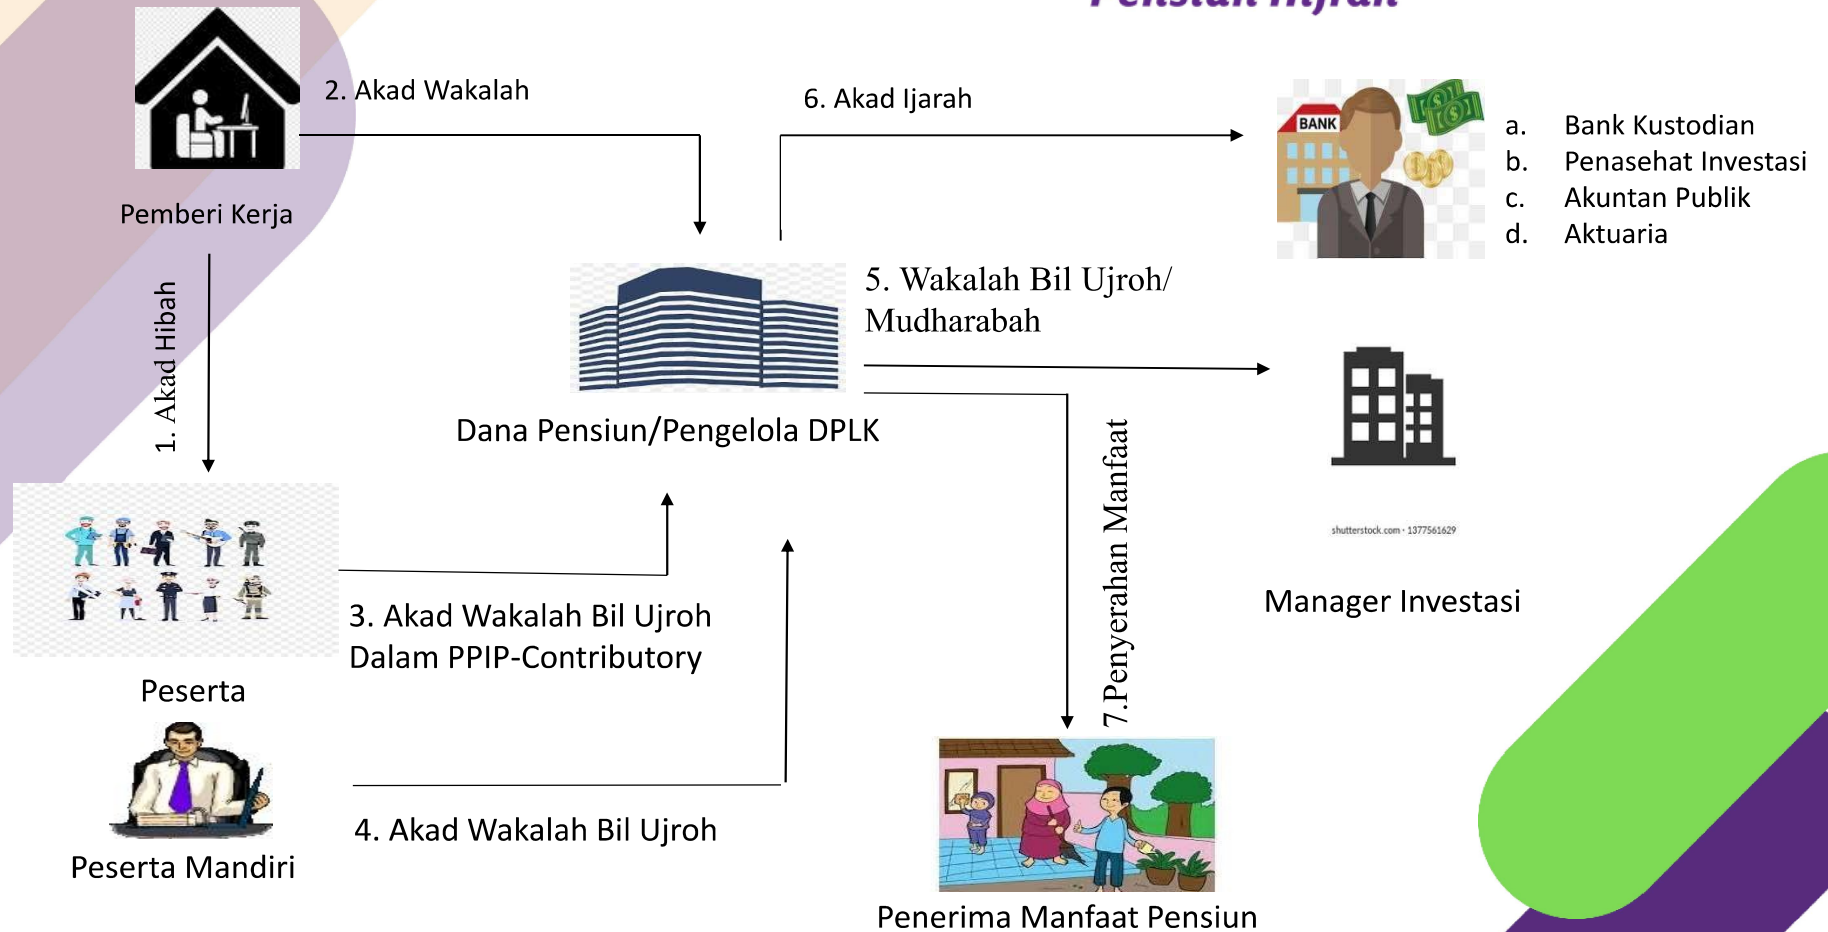 2. Akad Wakalah
6. Akad Ijarah
BANK
a. Bank Kustodian
b. Penasehat Investasi
c. Akuntan Publik
d. Aktuaria
Pemberi Kerja
1. Akad Hibah
5. Wakalah Bil Ujroh/
Mudharabah
Dana Pensiun/Pengelola DPLK
7.Penyerahan Manfaat
shutterstock.com · 1377561629
Manager Investasi
3. Akad Wakalah Bil Ujroh
Dalam PPIP-Contributory
Peserta
4. Akad Wakalah Bil Ujroh
Peserta Mandiri
Penerima Manfaat Pensiun